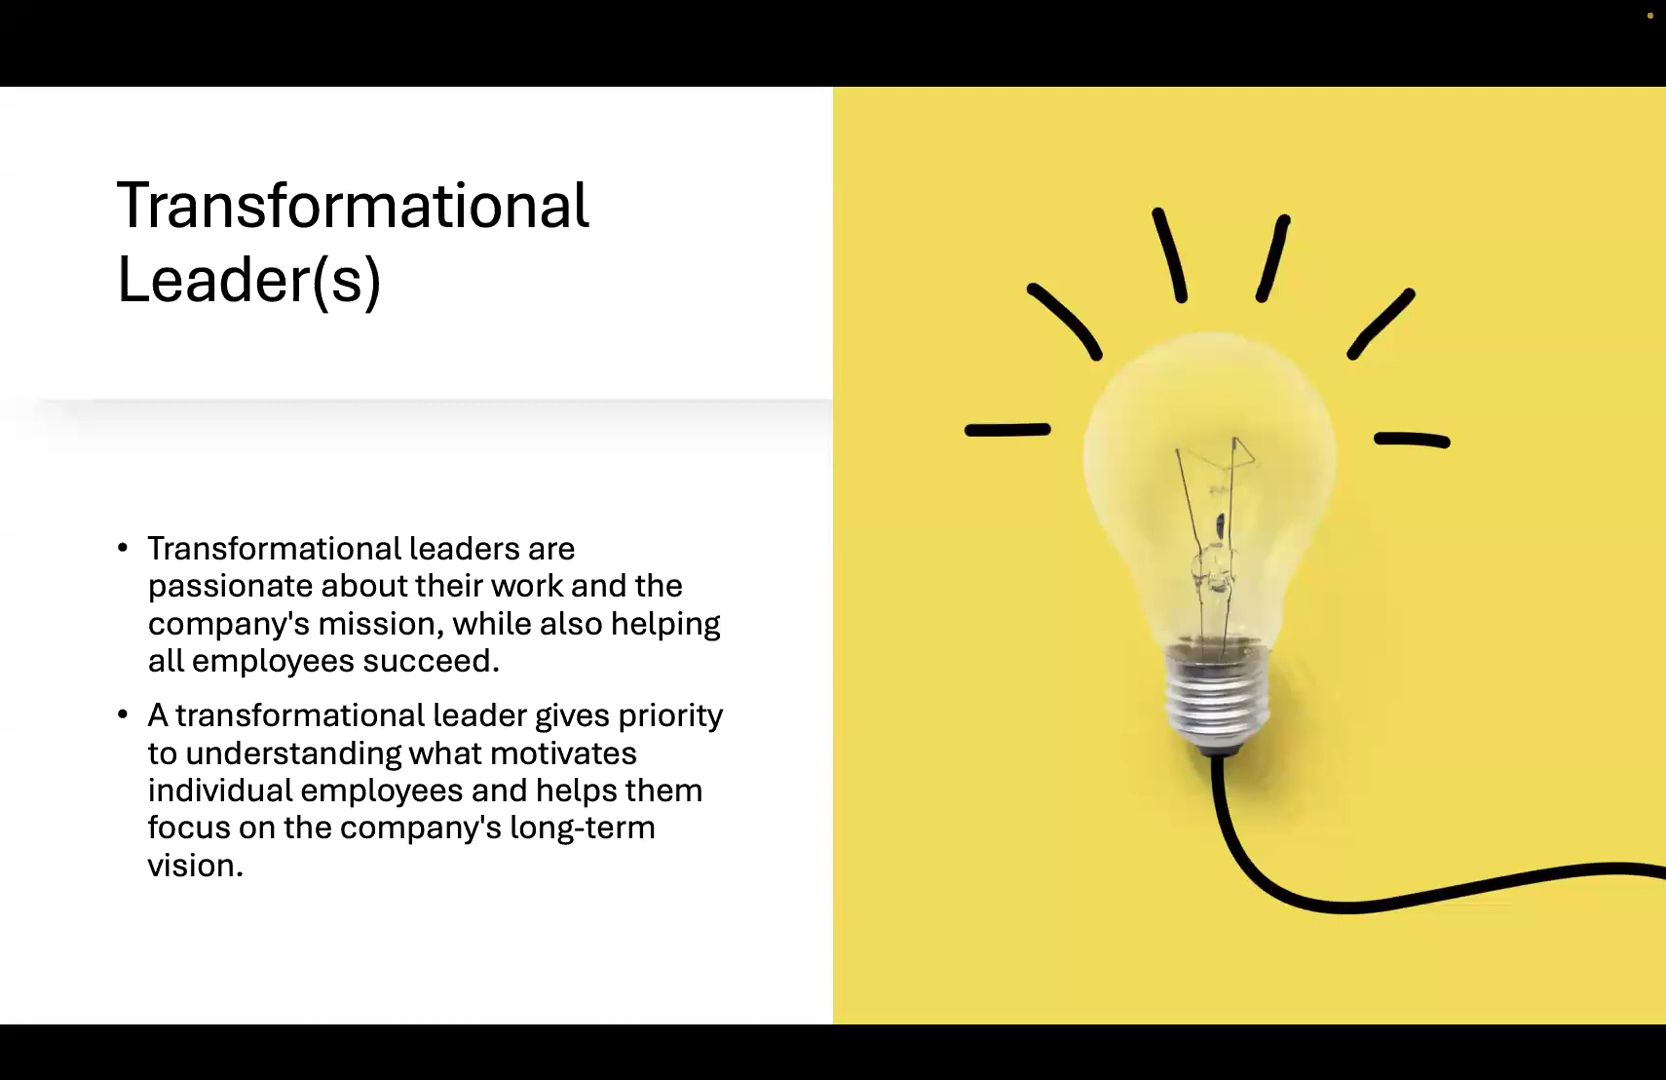 Transformational
Leader(s)
• Transformational leaders are
passionate about their work and the
company's mission, while also helping
all employees succeed.
• A transformational leader gives priority
to understanding what motivates
individual employees and helps them
focus on the company's long-term
vision.